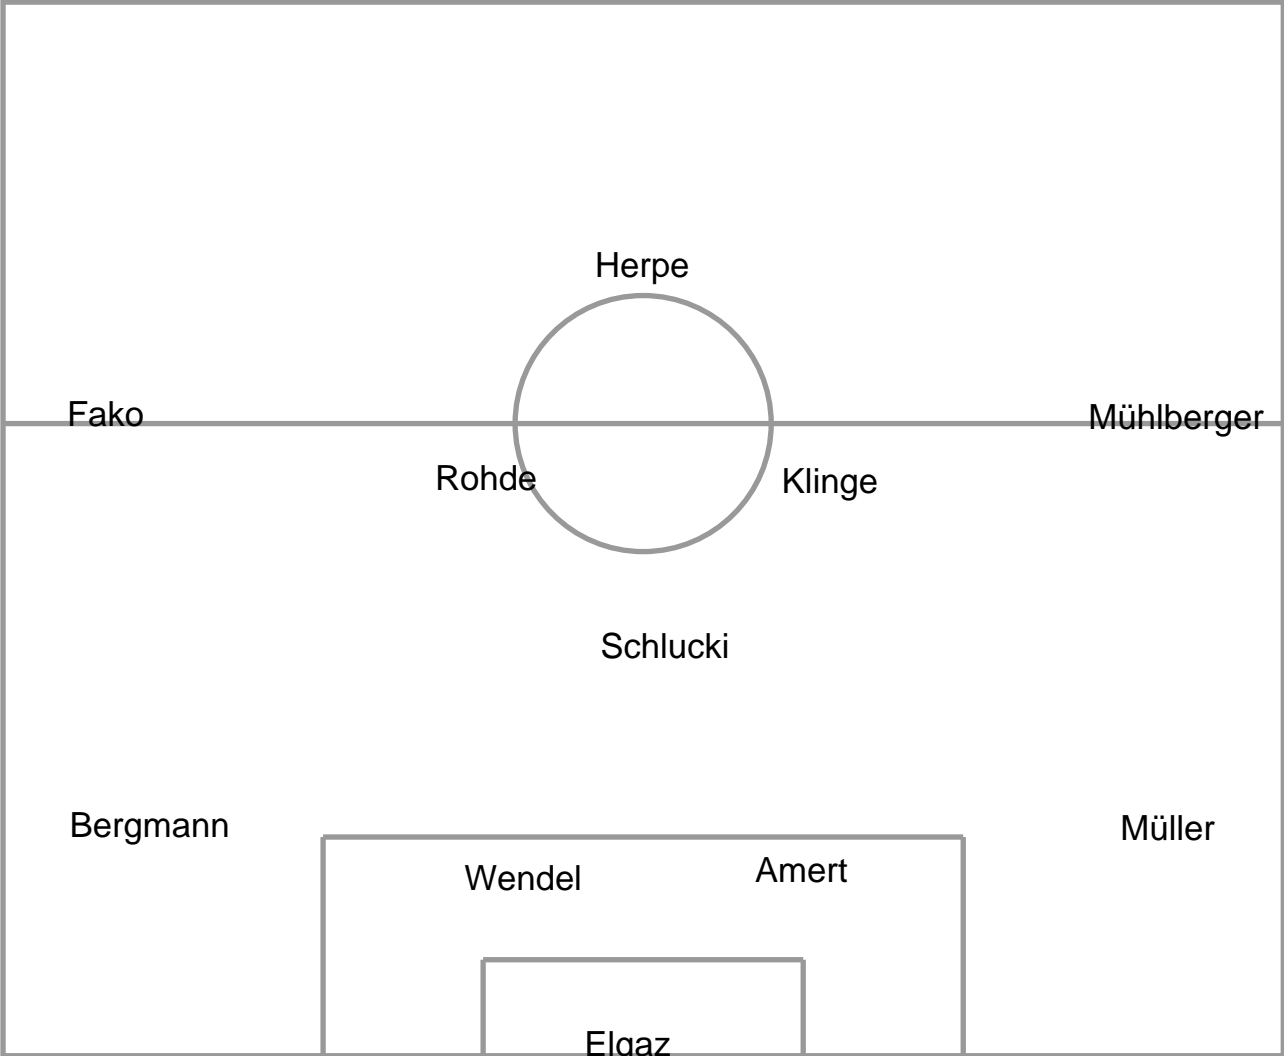 Herpe
Fako
Mühlberger
Rohde
Klinge
Schlucki
Bergmann
Müller
Wendel
Amert
Elgaz